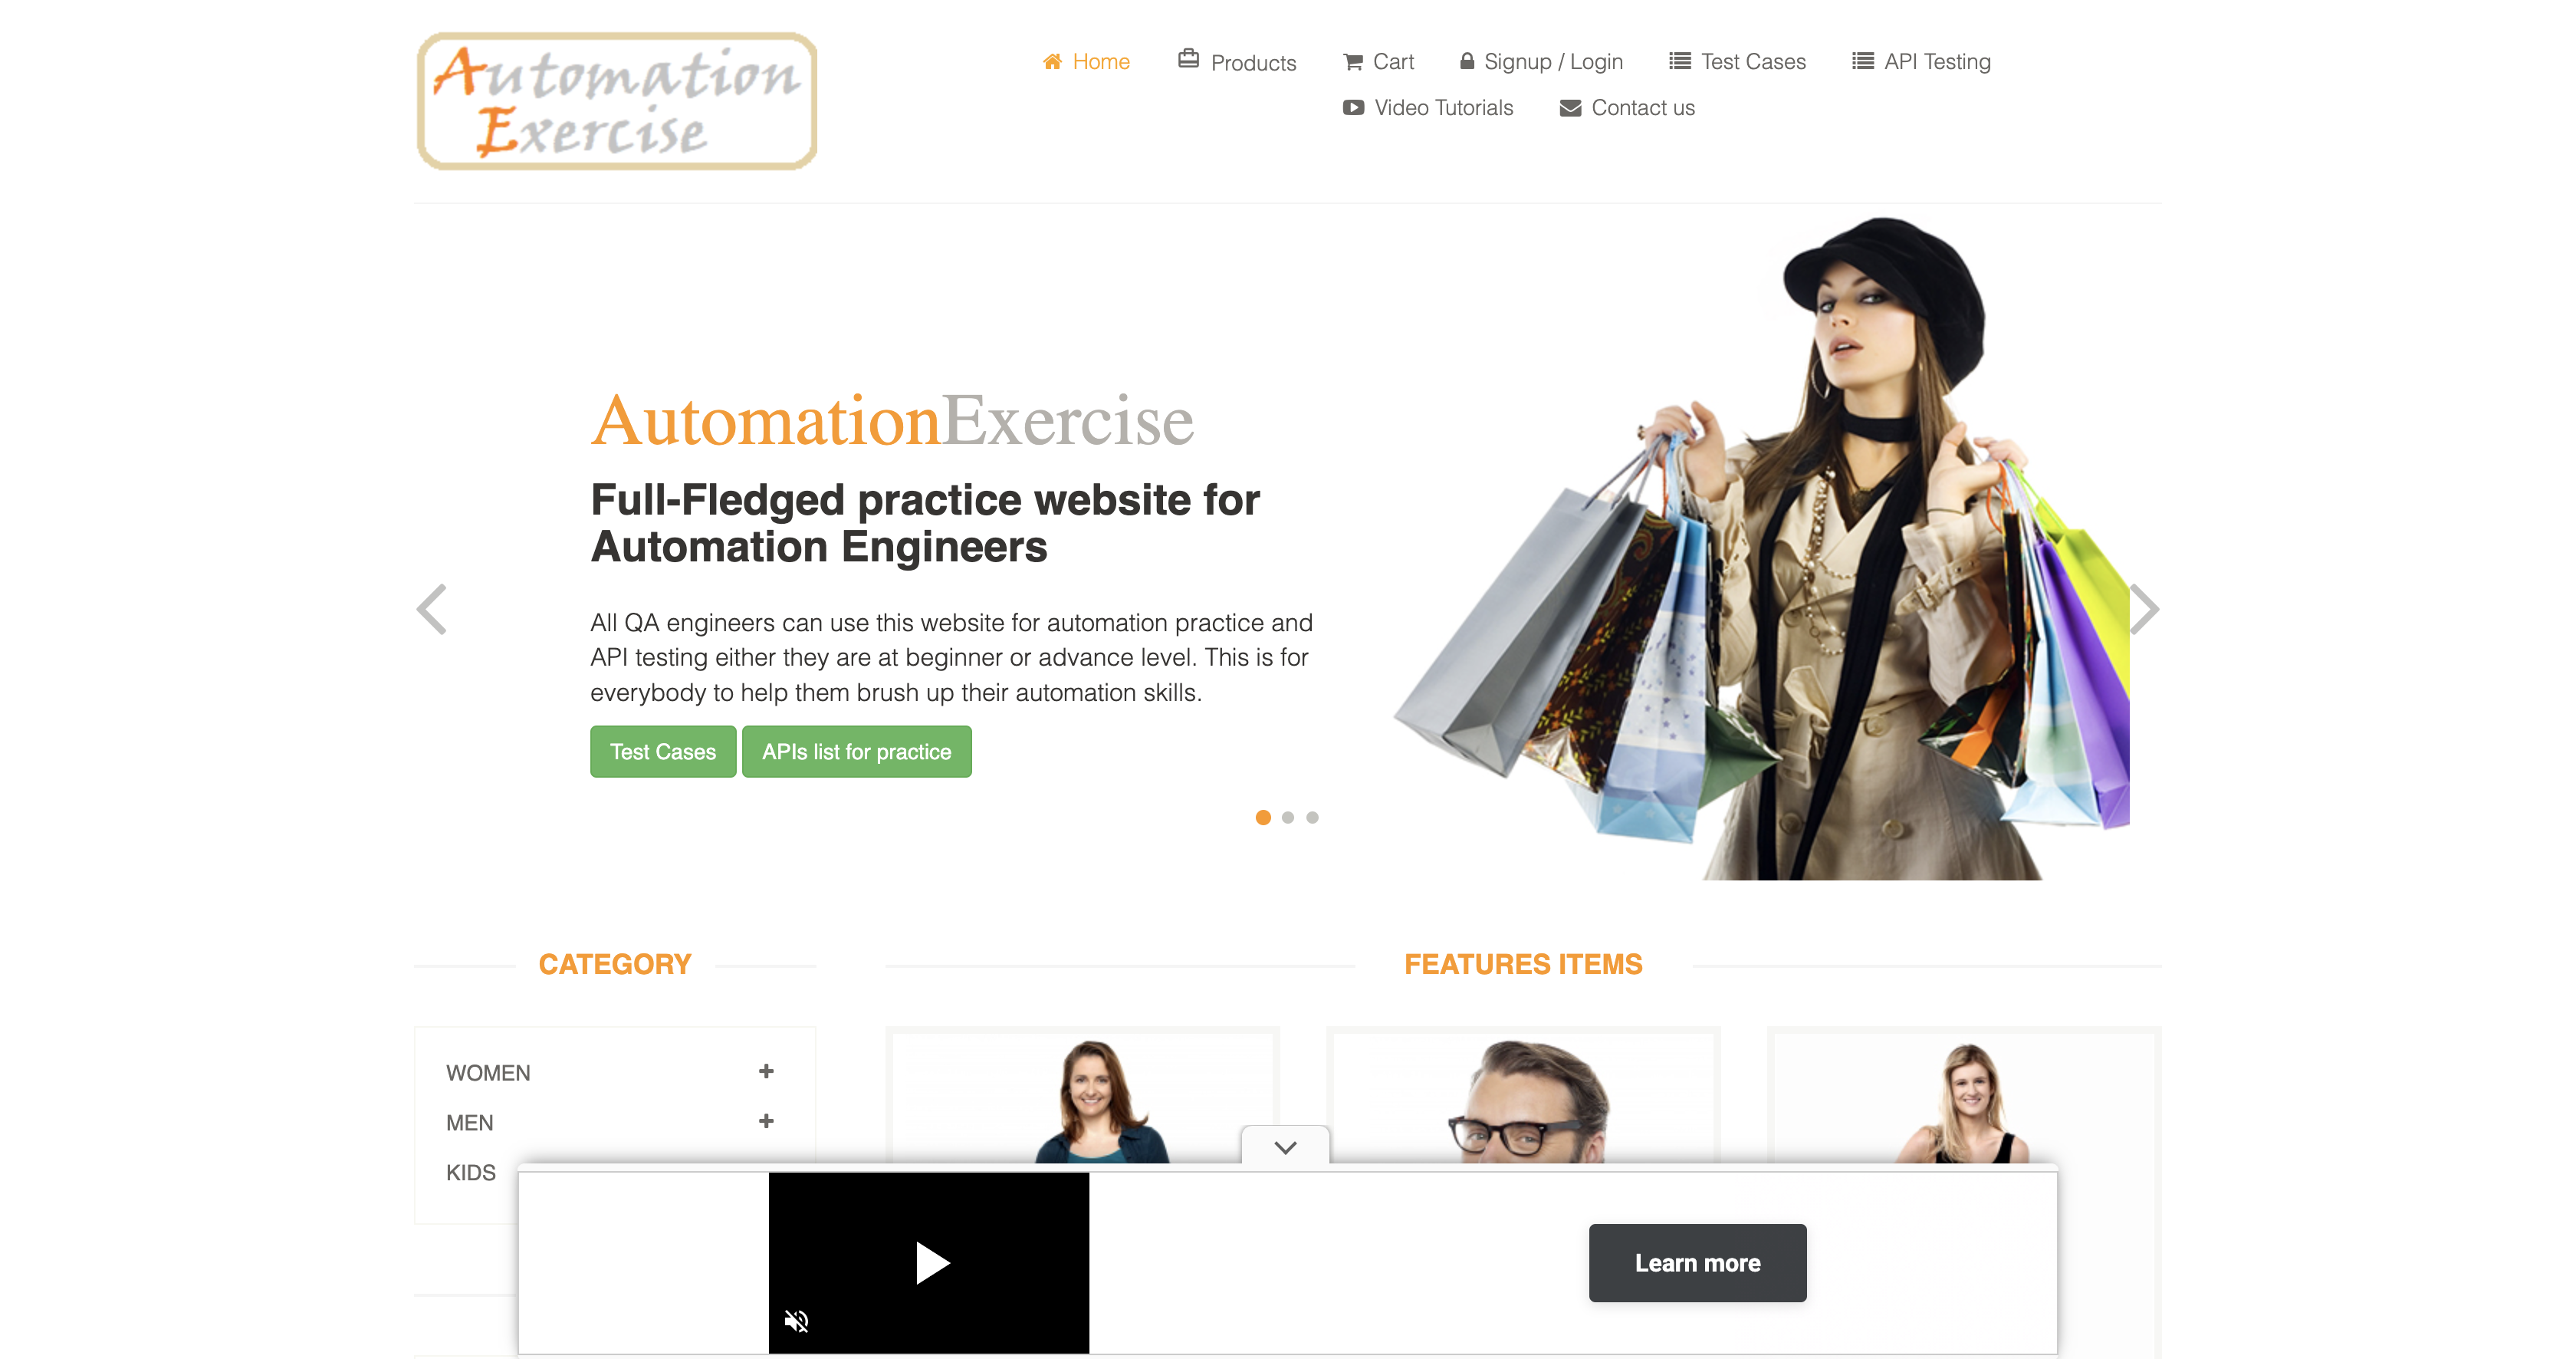 Automation
Exercise
Home
Products
Cart
Signup / Login
Test Cases
API Testing
Video Tutorials
Contact us
AutomationExercise
Full-Fledged practice website for
Automation Engineers
All QA engineers can use this website for automation practice and
API testing either they are at beginner or advance level. This is for
everybody to help them brush up their automation skills.
Test Cases
APIs list for practice
CATEGORY
WOMEN
MEN
KIDS
FEATURES ITEMS
Learn more